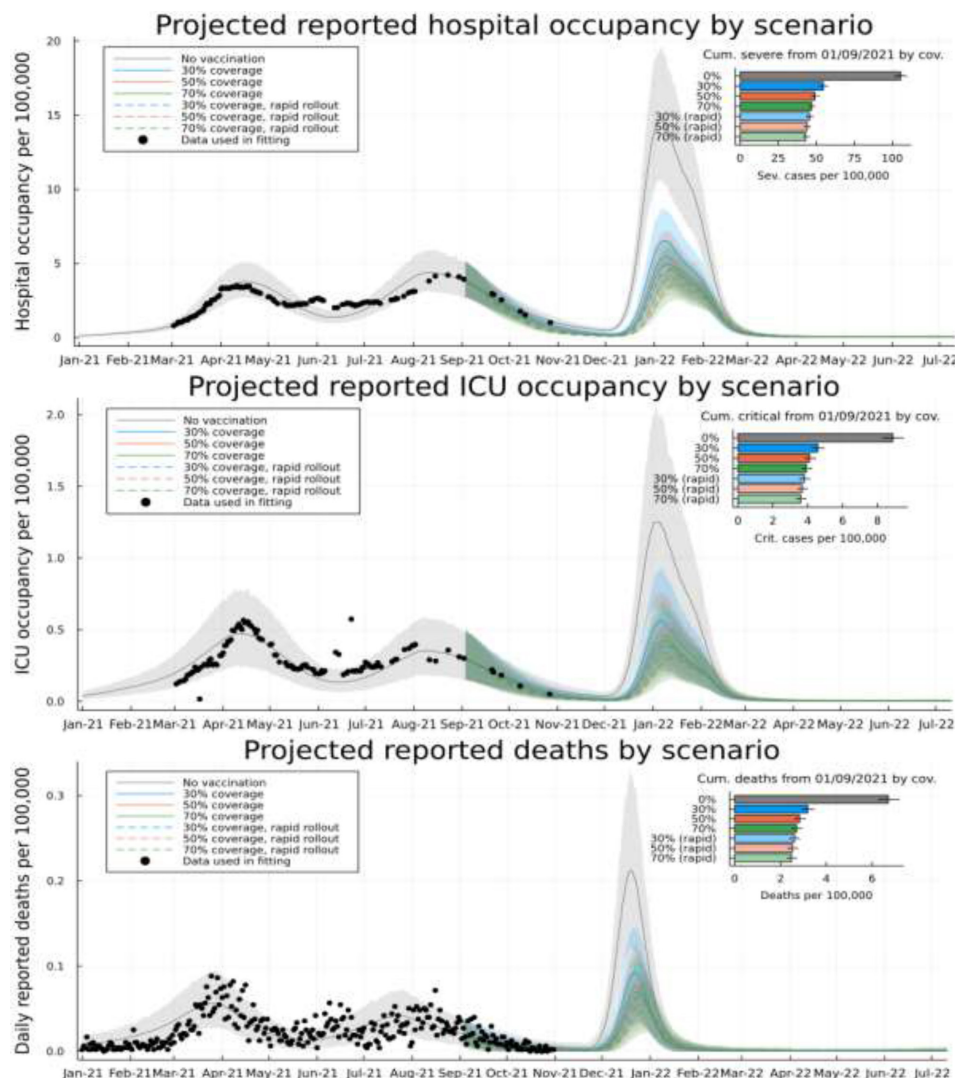 Projected reported hospital occupancy by scenario
Hospital occupancy per 100,000
20
15
10
5
0
No vaccination
30% coverage
50% coverage
70% coverage
30% coverage, rapid rollout
50% coverage, rapid rollout
70% coverage, rapid rollout
Data used in fitting
Cum. severe from 01/09/2021 by cov.
0%
30%
50%
70%
30% (rapid)
50% (rapid)
70% (rapid)
0 25 50 75 100
Sev. cases per 100,000
Jan-21 Feb-21 Mar-21 Apr-21 May-21 Jun-21 Jul-21 Aug-21 Sep-21 Oct-21 Nov-21 Dec-21 Jan-22 Feb-22 Mar-22 Apr-22 May-22 Jun-22 Jul-22
Projected reported ICU occupancy by scenario
ICU occupancy per 100,000
2.0
1.5
1.0
0.5
0.0
No vaccination
30% coverage
50% coverage
70% coverage
30% coverage, rapid rollout
50% coverage, rapid rollout
70% coverage, rapid rollout
Data used in fitting
Cum. critical from 01/09/2021 by cov.
0%
30%
50%
70%
30% (rapid)
50% (rapid)
70% (rapid)
0 2 4 6 8
Crit. cases per 100,000
Jan-21 Feb-21 Mar-21 Apr-21 May-21 Jun-21 Jul-21 Aug-21 Sep-21 Oct-21 Nov-21 Dec-21 Jan-22 Feb-22 Mar-22 Apr-22 May-22 Jun-22 Jul-22
Projected reported deaths by scenario
Daily reported deaths per 100,000
0.3
0.2
0.1
0.0
No vaccination
30% coverage
50% coverage
70% coverage
30% coverage, rapid rollout
50% coverage, rapid rollout
70% coverage, rapid rollout
Data used in fitting
Cum. deaths from 01/09/2021 by cov.
0%
30%
50%
70%
30% (rapid)
50% (rapid)
70% (rapid)
0 2 4 6
Deaths per 100,000
Jan-21 Feb-21 Mar-21 Apr-21 May-21 Jun-21 Jul-21 Aug-21 Sep-21 Oct-21 Nov-21 Dec-21 Jan-22 Feb-22 Mar-22 Apr-22 May-22 Jun-22 Jul-22